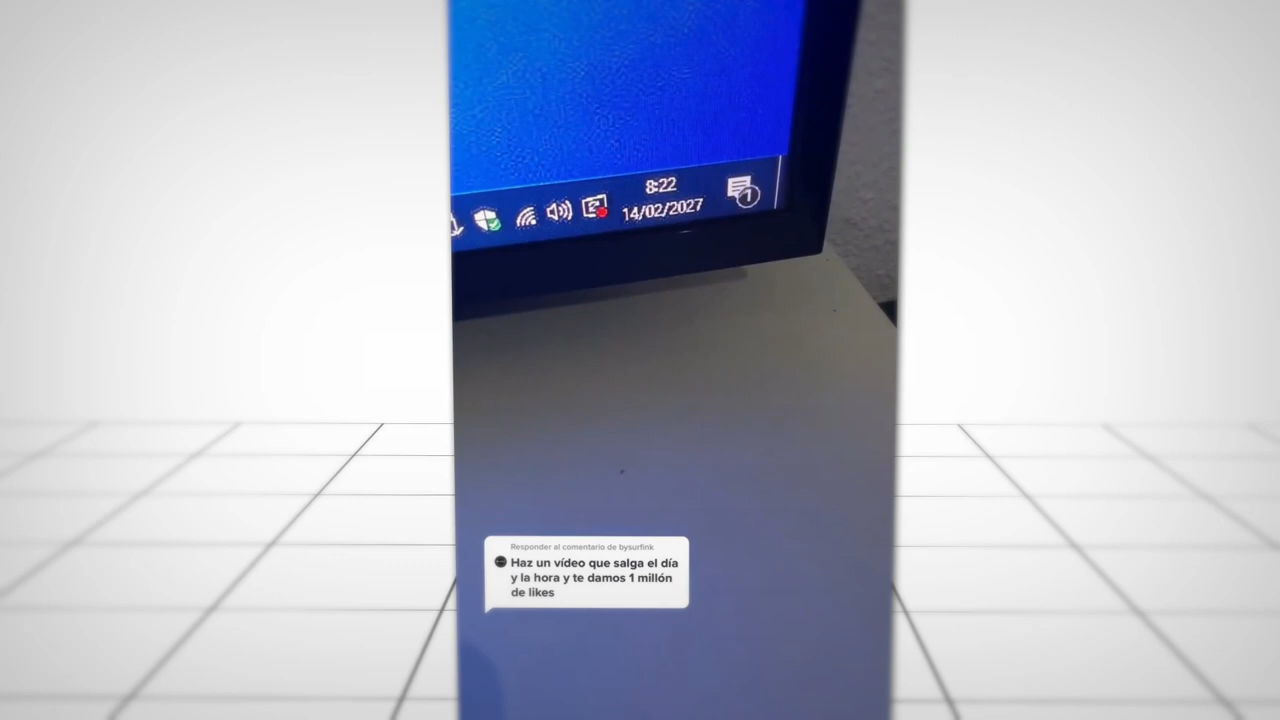 8:22
14/02/2027
1
Responder al comentario de bysurfink
Haz un vídeo que salga el día
y la hora y te damos 1 millón
de likes